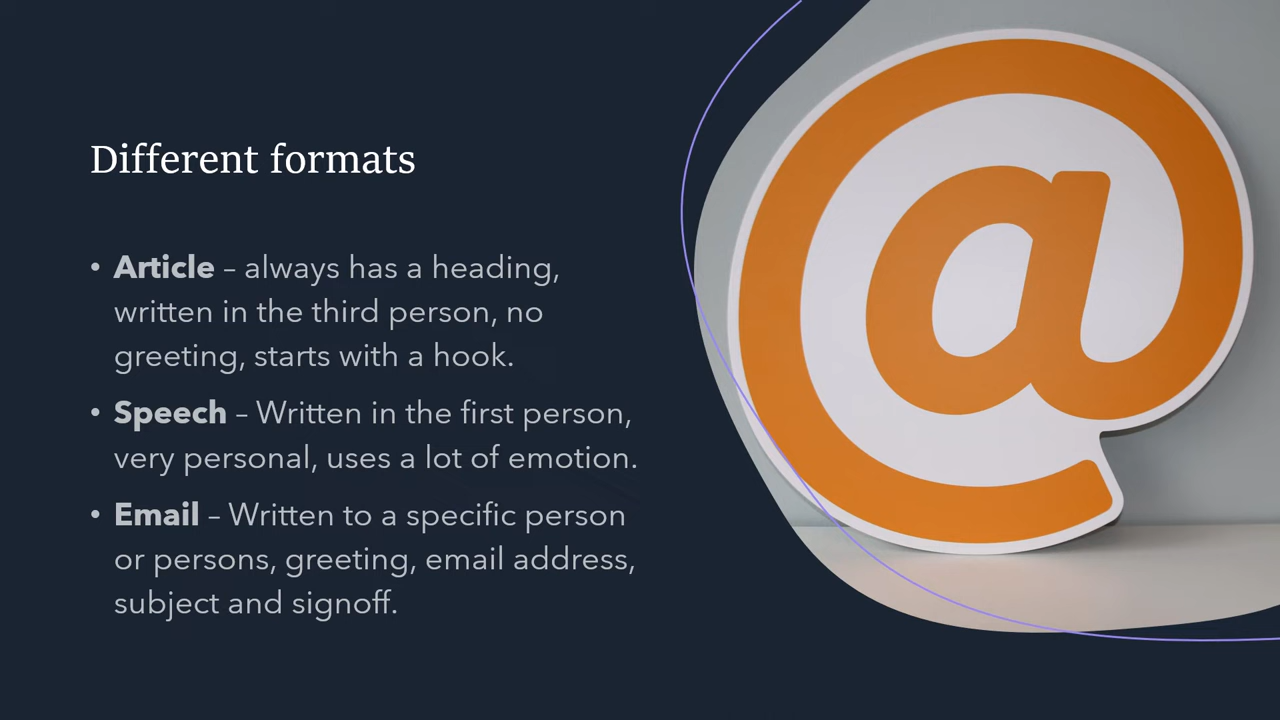 Different formats
• Article – always has a heading,
written in the third person, no
greeting, starts with a hook.
• Speech – Written in the first person,
very personal, uses a lot of emotion.
• Email – Written to a specific person
or persons, greeting, email address,
subject and signoff.
@